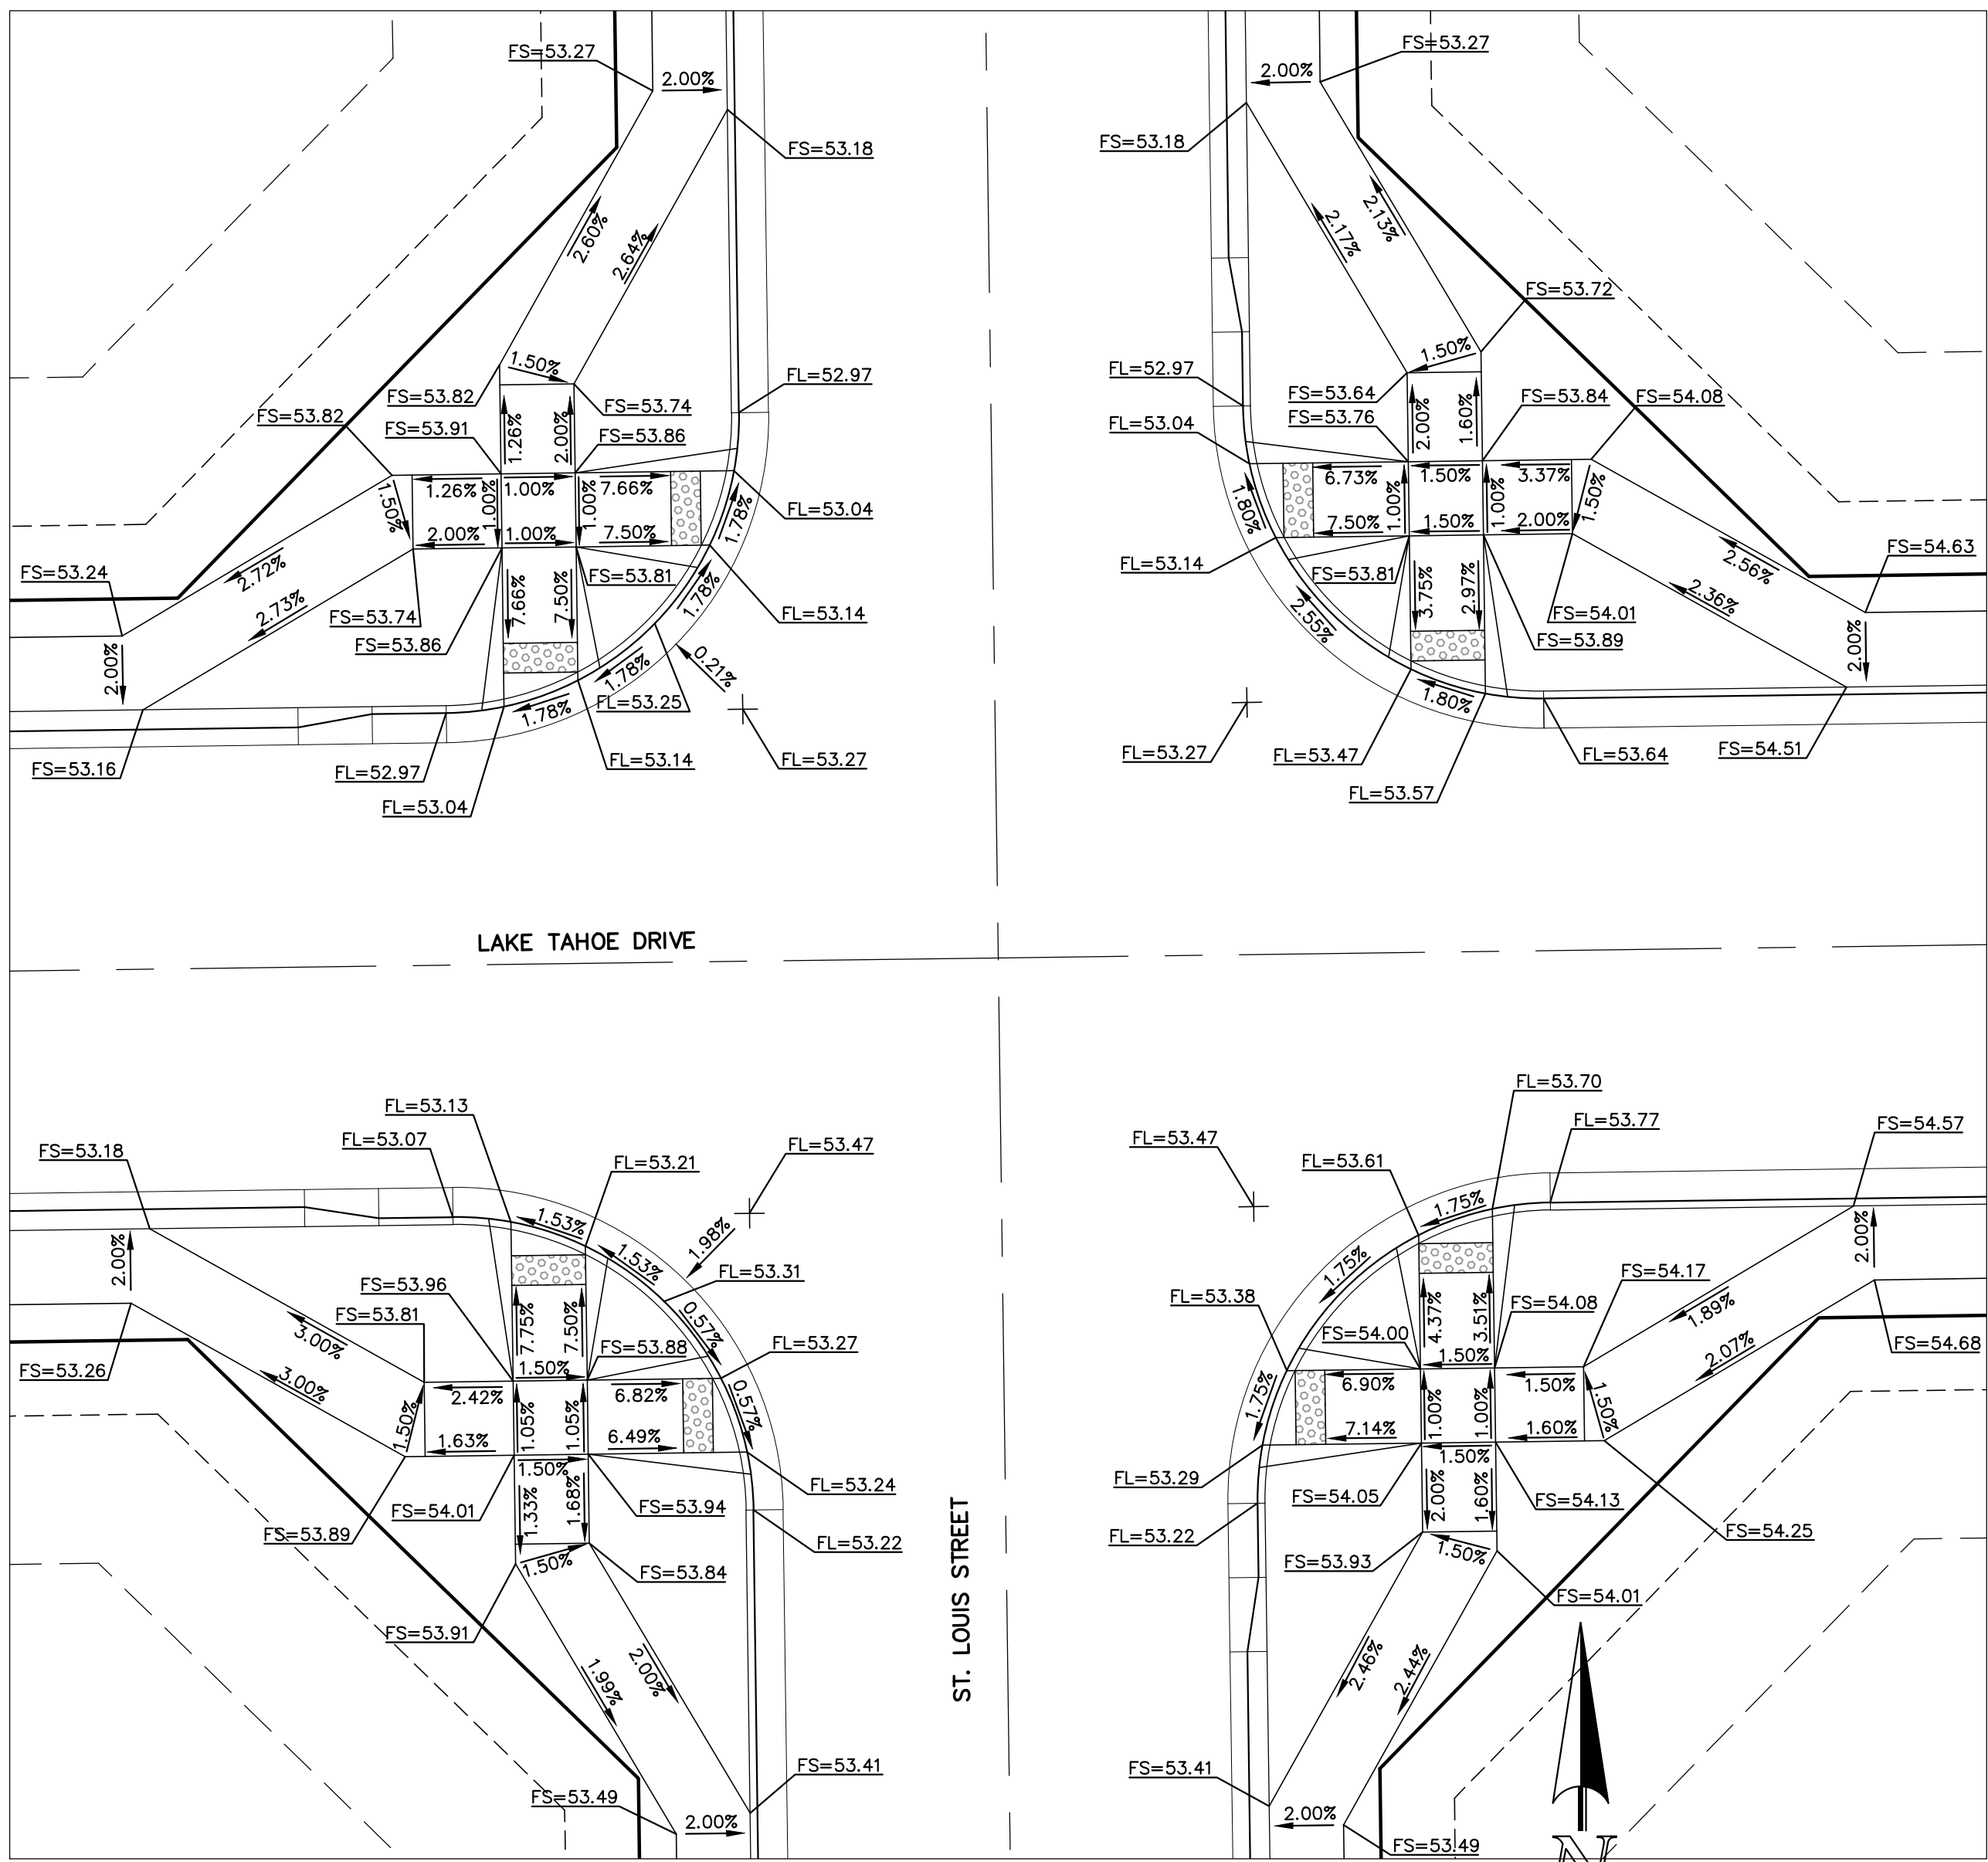 FS=53.27
2.00%
FS=53.18
2.60%
2.64%
1.50%
FL=52.97
FS=53.82
FS=53.82
FS=53.74
FS=53.91
FS=53.86
1.26%
2.00%
1.26%
1.00%
7.66%
1.50%
1.00%
1.00%
1.78%
FL=53.04
2.00%
1.00%
7.50%
2.72%
FS=53.24
2.73%
FS=53.81
7.66%
7.50%
1.78%
FL=53.14
FS=53.74
FS=53.86
2.00%
0.21%
1.78%
FL=53.25
1.78%
FS=53.16
FL=52.97
FL=53.14
FL=53.27
FL=53.04
FS=53.27
2.00%
FS=53.18
2.13%
2.17%
FS=53.72
1.50%
FL=52.97
FS=53.64
FS=53.84
FS=54.08
FL=53.04
FS=53.76
2.00%
1.60%
6.73%
1.50%
3.37%
1.80%
1.00%
1.00%
1.50%
7.50%
1.50%
2.00%
FL=53.14
FS=53.81
2.56%
FS=54.63
2.55%
3.75%
2.97%
2.36%
FS=54.01
FS=53.89
2.00%
1.80%
FL=53.27
FL=53.47
FL=53.64
FS=54.51
FL=53.57
LAKE TAHOE DRIVE
FL=53.13
FL=53.07
FL=53.47
FS=53.18
FL=53.21
1.53%
1.98%
2.00%
1.53%
FL=53.31
FS=53.96
FS=53.81
3.00%
7.75%
7.50%
0.57%
FS=53.88
FL=53.27
FS=53.26
3.00%
1.50%
2.42%
6.82%
0.57%
1.50%
1.05%
1.05%
1.63%
6.49%
1.50%
FL=53.24
FS=54.01
1.33%
1.68%
FS=53.94
FS=53.89
FL=53.22
1.50%
FS=53.84
FS=53.91
1.99%
2.00%
FS=53.41
FS=53.49
2.00%
ST. LOUIS STREET
FL=53.70
FL=53.77
FS=54.57
FL=53.47
FL=53.61
1.75%
2.00%
1.75%
FS=54.17
FL=53.38
4.37%
3.51%
FS=54.08
1.89%
FS=54.00
FS=54.68
1.50%
2.07%
6.90%
1.50%
1.75%
1.00%
1.00%
1.50%
7.14%
1.60%
1.50%
FL=53.29
FS=54.05
2.00%
1.60%
FS=54.13
FL=53.22
FS=54.25
FS=53.93
1.50%
FS=54.01
2.46%
2.44%
FS=53.41
2.00%
FS=53.49
N